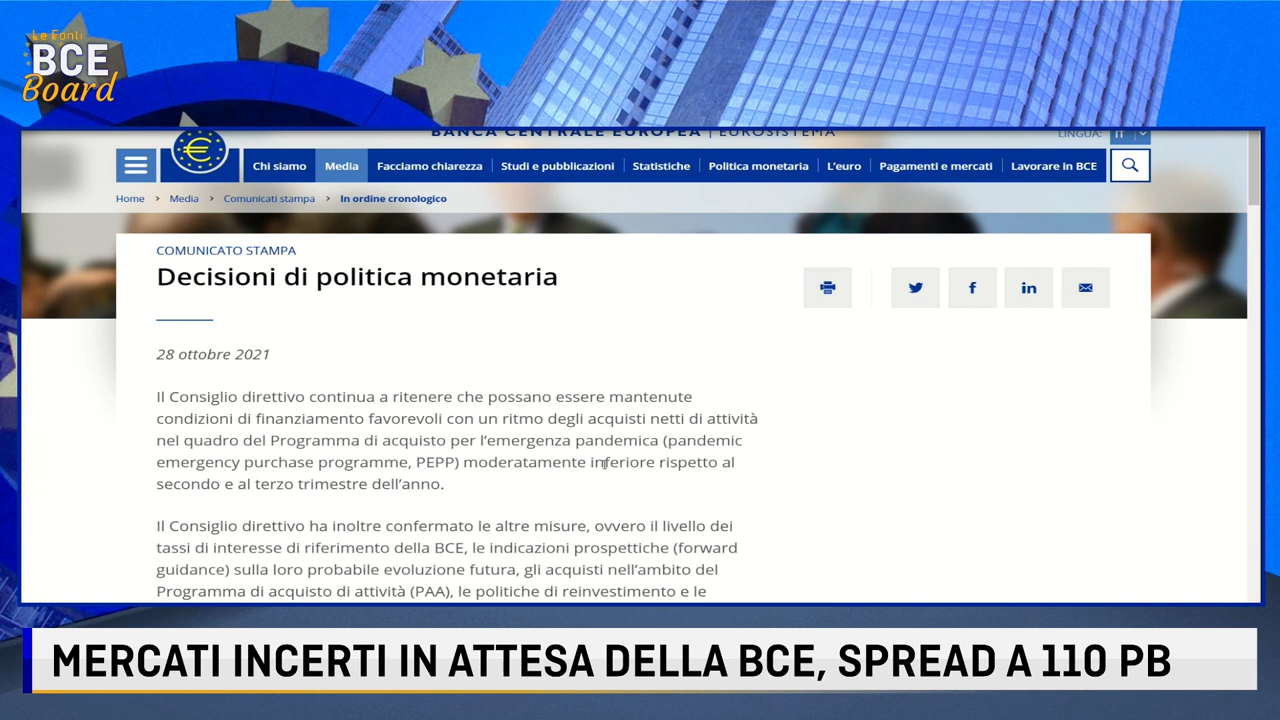 Le Fonti
BCE
Board
BANCA CENTRALE EUROPEA | EUROSISTEMA
LINGUA: IT
Chi siamo
Media
Facciamo chiarezza
Studi e pubblicazioni
Statistiche
Politica monetaria
L'euro
Pagamenti e mercati
Lavorare in BCE
Home > Media > Comunicati stampa > In ordine cronologico
COMUNICATO STAMPA
Decisioni di politica monetaria
28 ottobre 2021
Il Consiglio direttivo continua a ritenere che possano essere mantenute
condizioni di finanziamento favorevoli con un ritmo degli acquisti netti di attività
nel quadro del Programma di acquisto per l'emergenza pandemica (pandemic
emergency purchase programme, PEPP) moderatamente inferiore rispetto al
secondo e al terzo trimestre dell'anno.
Il Consiglio direttivo ha inoltre confermato le altre misure, ovvero il livello dei
tassi di interesse di riferimento della BCE, le indicazioni prospettiche (forward
guidance) sulla loro probabile evoluzione futura, gli acquisti nell'ambito del
Programma di acquisto di attività (PAA), le politiche di reinvestimento e le
MERCATI INCERTI IN ATTESA DELLA BCE, SPREAD A 110 PB